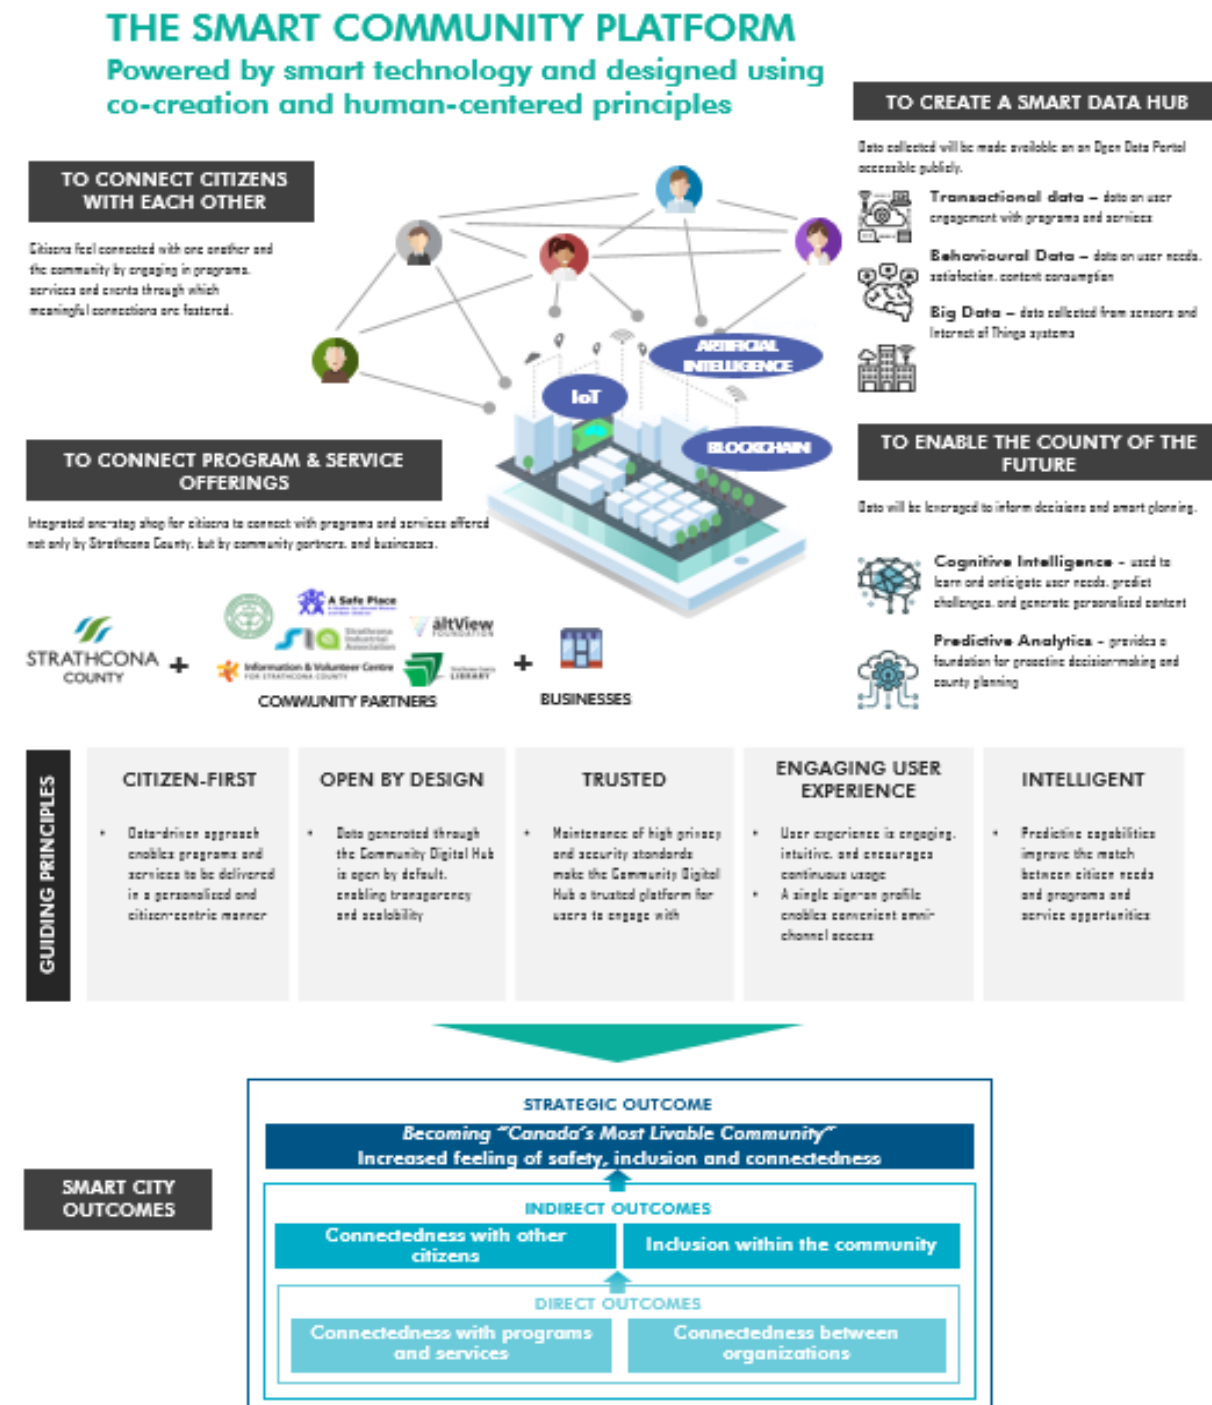 THE SMART COMMUNITY PLATFORM
Powered by smart technology and designed using
co-creation and human-centered principles
TO CONNECT CITIZENS
WITH EACH OTHER
Citizens feel connected with one another and
the community by engaging in programs,
services and events through which
meaningful connections are fostered.
ARTIFICIAL
INTELLIGENCE
IoT
BLOCKCHAIN
TO CREATE A SMART DATA HUB
Data collected will be made available on an Open Data Portal
accessible publicly.
Transactional data – data on user
engagement with programs and services
Behavioural Data – data on user needs,
satisfaction, content consumption
Big Data – data collected from sensors and
Internet of Things systems
TO CONNECT PROGRAM & SERVICE
OFFERINGS
Integrated one-stop shop for citizens to connect with programs and services offered
not only by Strathcona County, but by community partners, and businesses.
STRATHCONA
COUNTY
+
A Safe Place
SIA Strathcona
Industrial
Association
altView
FOUNDATION
Information & Volunteer Centre
FOR STRATHCONA COUNTY
Strathcona County
LIBRARY
COMMUNITY PARTNERS
+
BUSINESSES
TO ENABLE THE COUNTY OF THE
FUTURE
Data will be leveraged to inform decisions and smart planning.
Cognitive Intelligence - used to
learn and anticipate user needs, predict
challenges, and generate personalized content
Predictive Analytics - provides a
foundation for proactive decision-making and
county planning
GUIDING PRINCIPLES
CITIZEN-FIRST
• Data-driven approach
enables programs and
services to be delivered
in a personalized and
citizen-centric manner
OPEN BY DESIGN
• Data generated through
the Community Digital Hub
is open by default,
enabling transparency
and scalability
TRUSTED
• Maintenance of high privacy
and security standards
make the Community Digital
Hub a trusted platform for
users to engage with
ENGAGING USER
EXPERIENCE
• User experience is engaging,
intuitive, and encourages
continuous usage
• A single sign-on profile
enables convenient omni-
channel access
INTELLIGENT
• Predictive capabilities
improve the match
between citizen needs
and programs and
service opportunities
SMART CITY
OUTCOMES
STRATEGIC OUTCOME
Becoming “Canada’s Most Livable Community”
Increased feeling of safety, inclusion and connectedness
INDIRECT OUTCOMES
Connectedness with other
citizens
Inclusion within the community
DIRECT OUTCOMES
Connectedness with programs
and services
Connectedness between
organizations